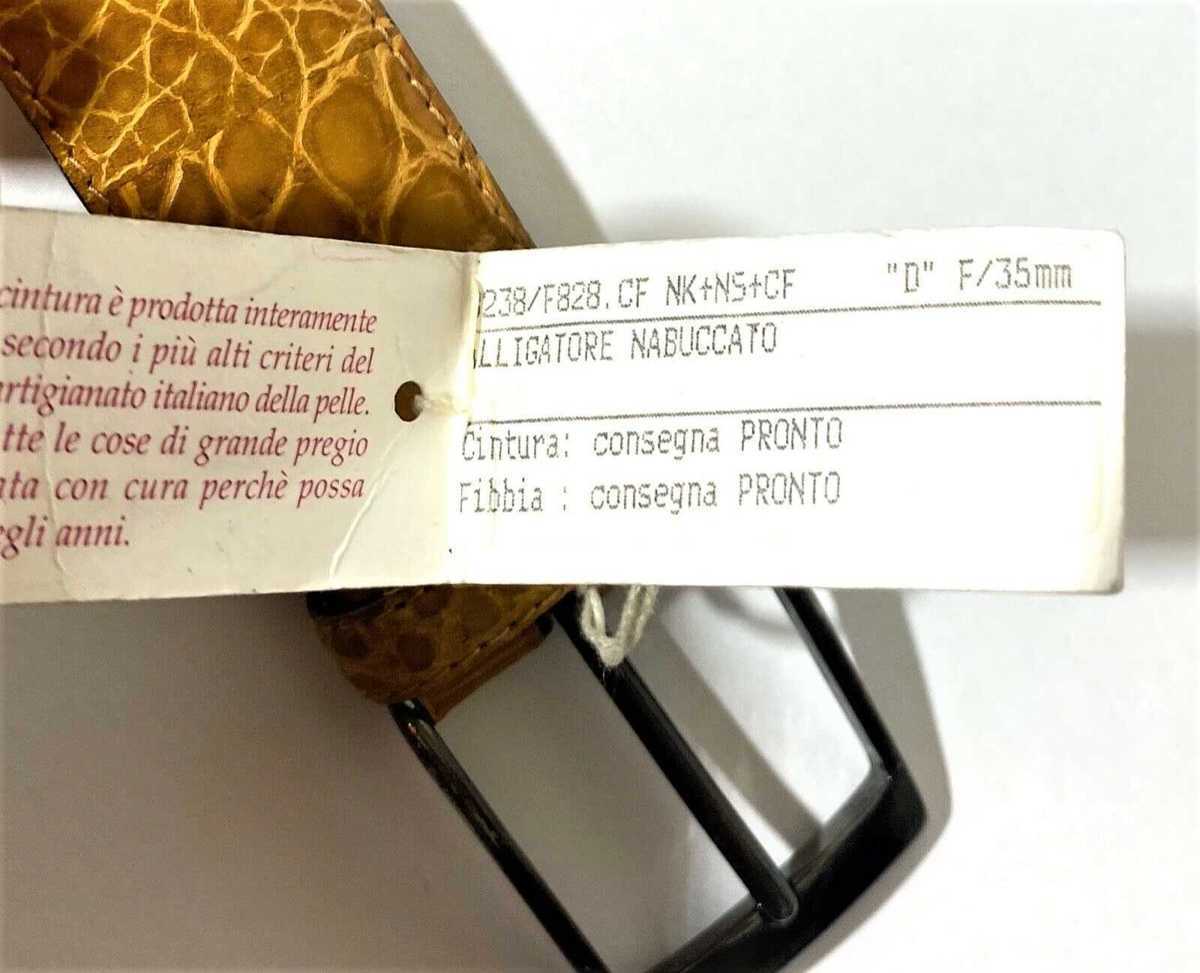 cintura è prodotta interamente
secondo i più alti criteri del
rtigianato italiano della pelle.
tte le cose di grande pregio
ata con cura perchè possa
egli anni.
238/F828.CF NK+NS+CF "D" F/35mm
LLIGATORE NABUCCATO
Cintura: consegna PRONTO
Fibbia : consegna PRONTO